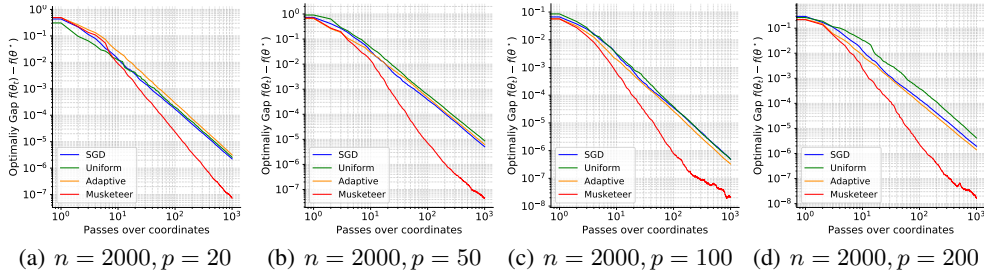 Optimally Gap f(θt) − f(θ*)
10^0
10^-1
10^-2
10^-3
10^-4
10^-5
10^-6
10^-7
SGD
Uniform
Adaptive
Musketeer
10^0 10^1 10^2 10^3
Passes over coordinates
(a) n = 2000, p = 20
Optimally Gap f(θt) − f(θ*)
10^0
10^-1
10^-2
10^-3
10^-4
10^-5
10^-6
10^-7
SGD
Uniform
Adaptive
Musketeer
10^0 10^1 10^2 10^3
Passes over coordinates
(b) n = 2000, p = 50
Optimally Gap f(θt) − f(θ*)
10^-1
10^-2
10^-3
10^-4
10^-5
10^-6
10^-7
10^-8
SGD
Uniform
Adaptive
Musketeer
10^0 10^1 10^2 10^3
Passes over coordinates
(c) n = 2000, p = 100
Optimally Gap f(θt) − f(θ*)
10^-1
10^-2
10^-3
10^-4
10^-5
10^-6
10^-7
10^-8
SGD
Uniform
Adaptive
Musketeer
10^0 10^1 10^2 10^3
Passes over coordinates
(d) n = 2000, p = 200